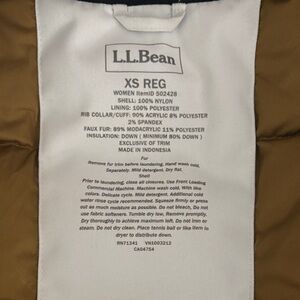 L.L.Bean
XS REG
WOMEN ItemID 502428
SHELL: 100% NYLON
LINING: 100% POLYESTER
RIB COLLAR/CUFF: 90% ACRYLIC 8% POLYESTER
2% SPANDEX
FAUX FUR: 89% MODACRYLIC 11% POLYESTER
INSULATION: DOWN ( MINIMUM 80% DOWN )
EXCLUSIVE OF TRIM
MADE IN INDONESIA
For
Remove fur trim before laundering. Hand wash cold.
Separately. Mild detergent. Dry flat.
Shell
Prior to laundering, close all closures. Use Front Loading
Commercial Machine. Machine wash cold. With like
colors. Delicate cycle. Mild detergent. Additional cold
water rinse cycle recommended. Squeeze firmly or press
out as much moisture as possible. Do not bleach. Do not
use fabric softeners. Tumble dry low. Remove promptly.
Dry thoroughly to achieve maximum loft. Do not iron or
steam. Do not dry clean. Place tennis ball or like item in
dryer to distribute down.
RN71341 VN1003212
CA04754